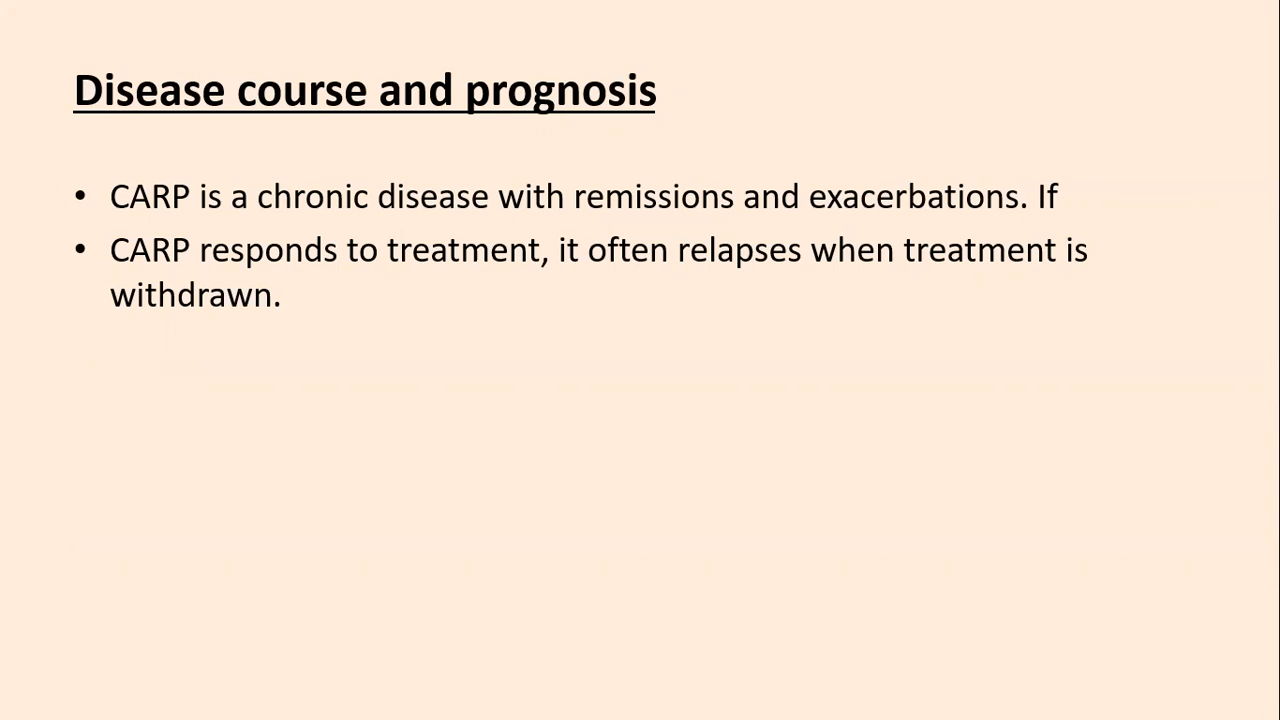 Disease course and prognosis
• CARP is a chronic disease with remissions and exacerbations. If
• CARP responds to treatment, it often relapses when treatment is
withdrawn.